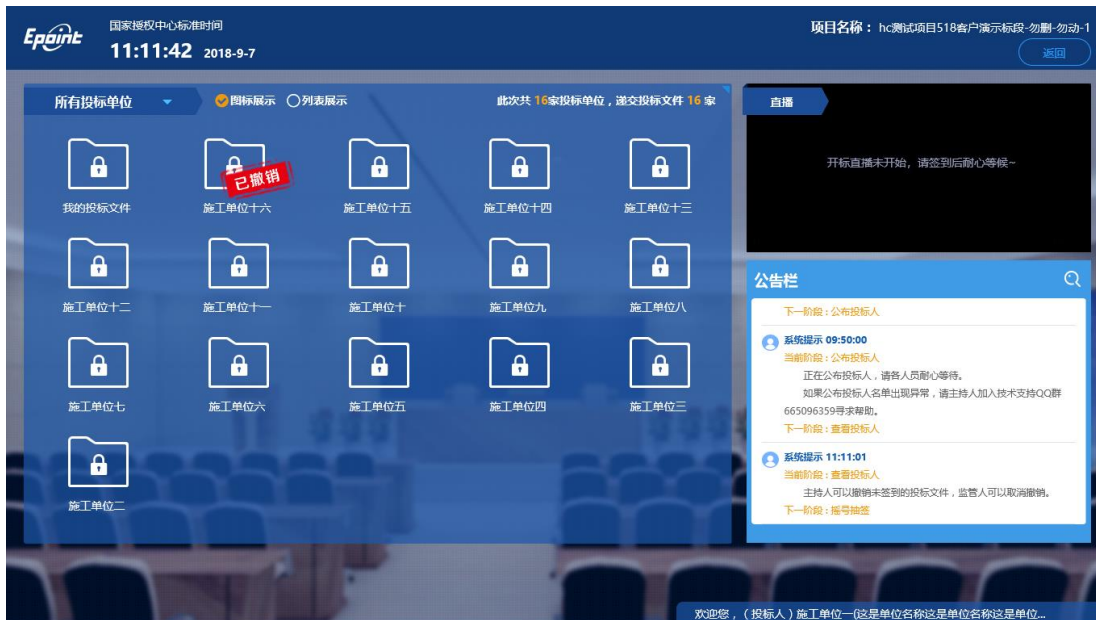 Epoint
国家授权中心标准时间
11:11:42 2018-9-7
项目名称：hc测试项目518客户演示标段-勿删-勿动-1
返回
所有投标单位
图标展示 列表展示
此次共 16家投标单位，递交投标文件 16 家
我的投标文件
已撤销
施工单位十六
施工单位十五
施工单位十四
施工单位十三
施工单位十二
施工单位十一
施工单位十
施工单位九
施工单位八
施工单位七
施工单位六
施工单位五
施工单位四
施工单位三
施工单位二
直播
开标直播未开始，请签到后耐心等候~
公告栏
下一阶段：公布投标人
系统提示 09:50:00
当前阶段：公布投标人
正在公布投标人，请各人员耐心等待。
如果公布投标人名单出现异常，请主持人加入技术支持QQ群
665096359寻求帮助。
下一阶段：查看投标人
系统提示 11:11:01
当前阶段：查看投标人
主持人可以撤销未签到的投标文件，监管人可以取消撤销。
下一阶段：摇号抽签
欢迎您，（投标人）施工单位一(这是单位名称这是单位名称这是单位...